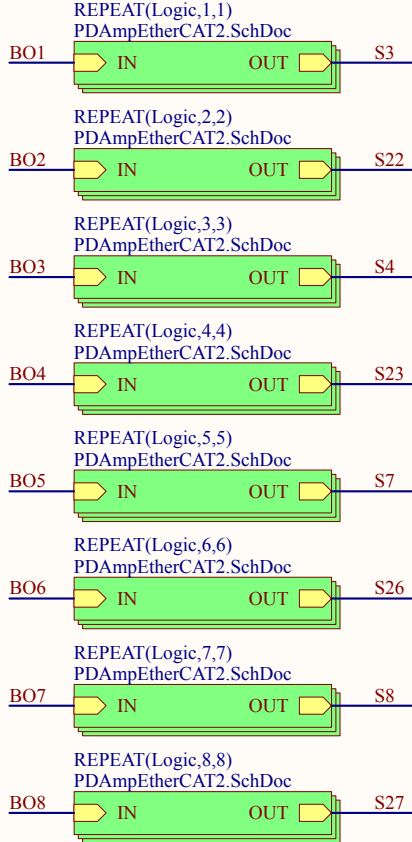 REPEAT(Logic,1,1)
PDAmpEtherCAT2.SchDoc
BO1 IN OUT S3
REPEAT(Logic,2,2)
PDAmpEtherCAT2.SchDoc
BO2 IN OUT S22
REPEAT(Logic,3,3)
PDAmpEtherCAT2.SchDoc
BO3 IN OUT S4
REPEAT(Logic,4,4)
PDAmpEtherCAT2.SchDoc
BO4 IN OUT S23
REPEAT(Logic,5,5)
PDAmpEtherCAT2.SchDoc
BO5 IN OUT S7
REPEAT(Logic,6,6)
PDAmpEtherCAT2.SchDoc
BO6 IN OUT S26
REPEAT(Logic,7,7)
PDAmpEtherCAT2.SchDoc
BO7 IN OUT S8
REPEAT(Logic,8,8)
PDAmpEtherCAT2.SchDoc
BO8 IN OUT S27